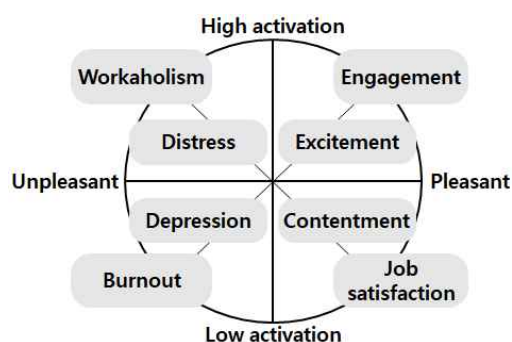 High activation
Workaholism
Engagement
Distress
Excitement
Unpleasant
Pleasant
Depression
Contentment
Burnout
Job
satisfaction
Low activation